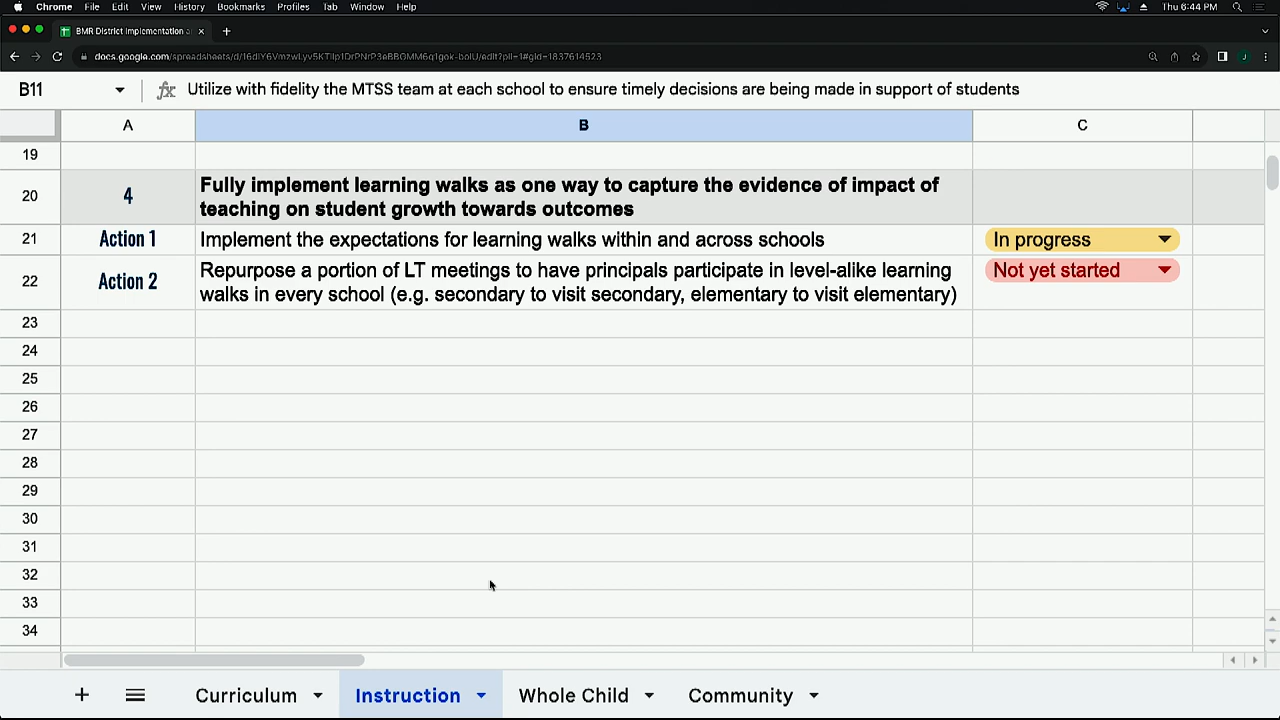 Chrome File Edit View History Bookmarks Profiles Tab Window Help Thu 6:44 PM
BMR District Implementation
B11 fx Utilize with fidelity the MTSS team at each school to ensure timely decisions are being made in support of students
A B C
19
20 4 Fully implement learning walks as one way to capture the evidence of impact of
teaching on student growth towards outcomes
21 Action 1 Implement the expectations for learning walks within and across schools In progress
22 Action 2 Repurpose a portion of LT meetings to have principals participate in level-alike learning Not yet started
walks in every school (e.g. secondary to visit secondary, elementary to visit elementary)
23
24
25
26
27
28
29
30
31
32
33
34
+ Curriculum Instruction Whole Child Community